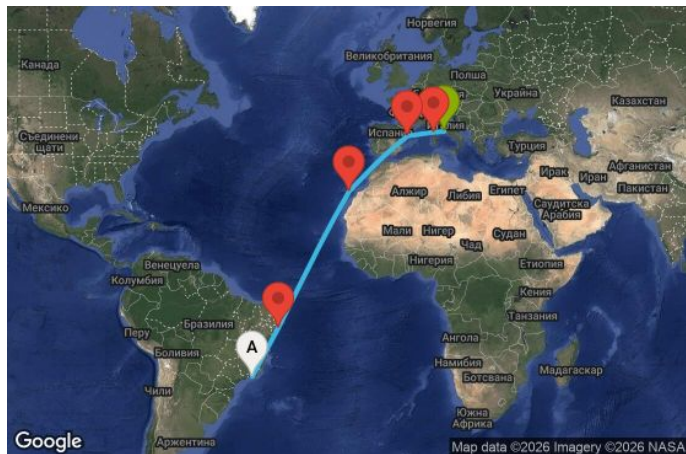 Норвегия
Канада
Великобритания
Полша
Украйна
Казахстан
Испани
Италия
Съединени
щати
Турция
Ирак
Афганистан
Иран
Пакистан
Алжир
Либия
Египет
Саудитска
Арабия
Мексико
Мали
Нигер
Судан
Чад
Нигерия
Етиопия
Венецуела
Колумбия
Кения
Танзания
Бразилия
Перу
Ангола
A
Боливия
Намибия
Ботсвана
Мадагаскар
Чили
Южна
Африка
Аржентина
Google
Map data ©2026 Imagery ©2026 NASA